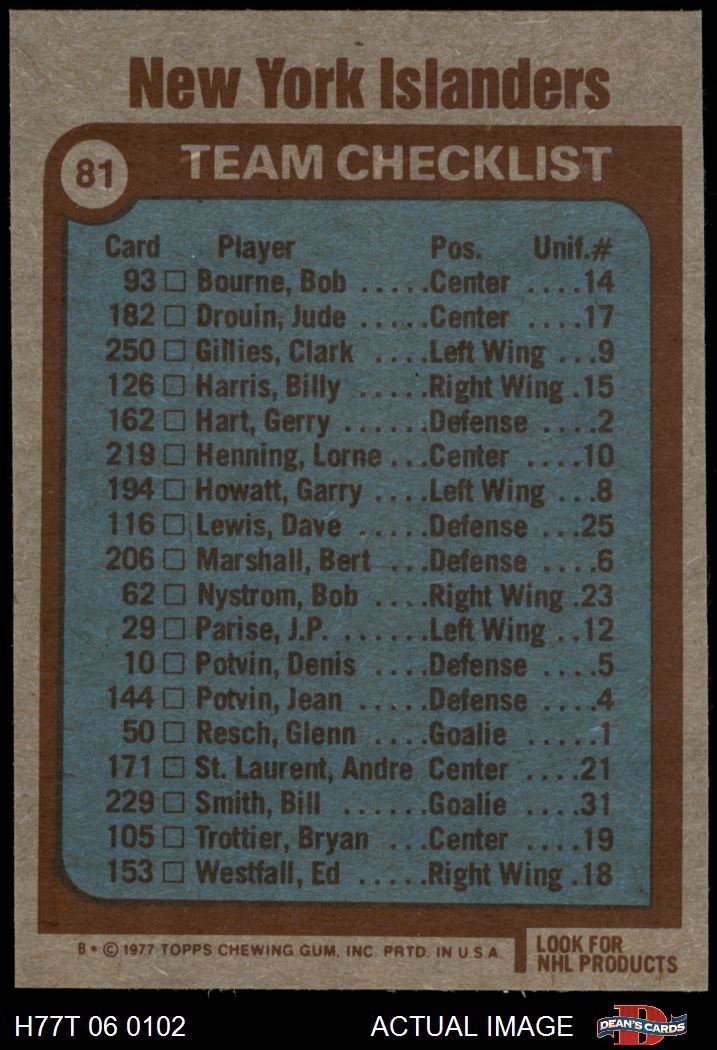 New York Islanders
81 TEAM CHECKLIST
Card Player Pos. Unif.#
93 □ Bourne, Bob .....Center ....14
182 □ Drouin, Jude .....Center ....17
250 □ Gillies, Clark ....Left Wing ...9
126 □ Harris, Billy .....Right Wing .15
162 □ Hart, Gerry ......Defense ....2
219 □ Henning, Lorne ...Center ....10
194 □ Howatt, Garry ....Left Wing ...8
116 □ Lewis, Dave .....Defense ...25
206 □ Marshall, Bert ...Defense ....6
62 □ Nystrom, Bob ....Right Wing .23
29 □ Parise, J.P. ......Left Wing ..12
10 □ Potvin, Denis ....Defense ....5
144 □ Potvin, Jean ....Defense ....4
50 □ Resch, Glenn ....Goalie .....1
171 □ St. Laurent, Andre Center ....21
229 □ Smith, Bill ......Goalie ....31
105 □ Trottier, Bryan ...Center ....19
153 □ Westfall, Ed .....Right Wing .18
B * © 1977 TOPPS CHEWING GUM, INC. PRTD. IN U.S.A.
LOOK FOR
NHL PRODUCTS
H77T 06 0102 ACTUAL IMAGE D DEAN'S CARDS